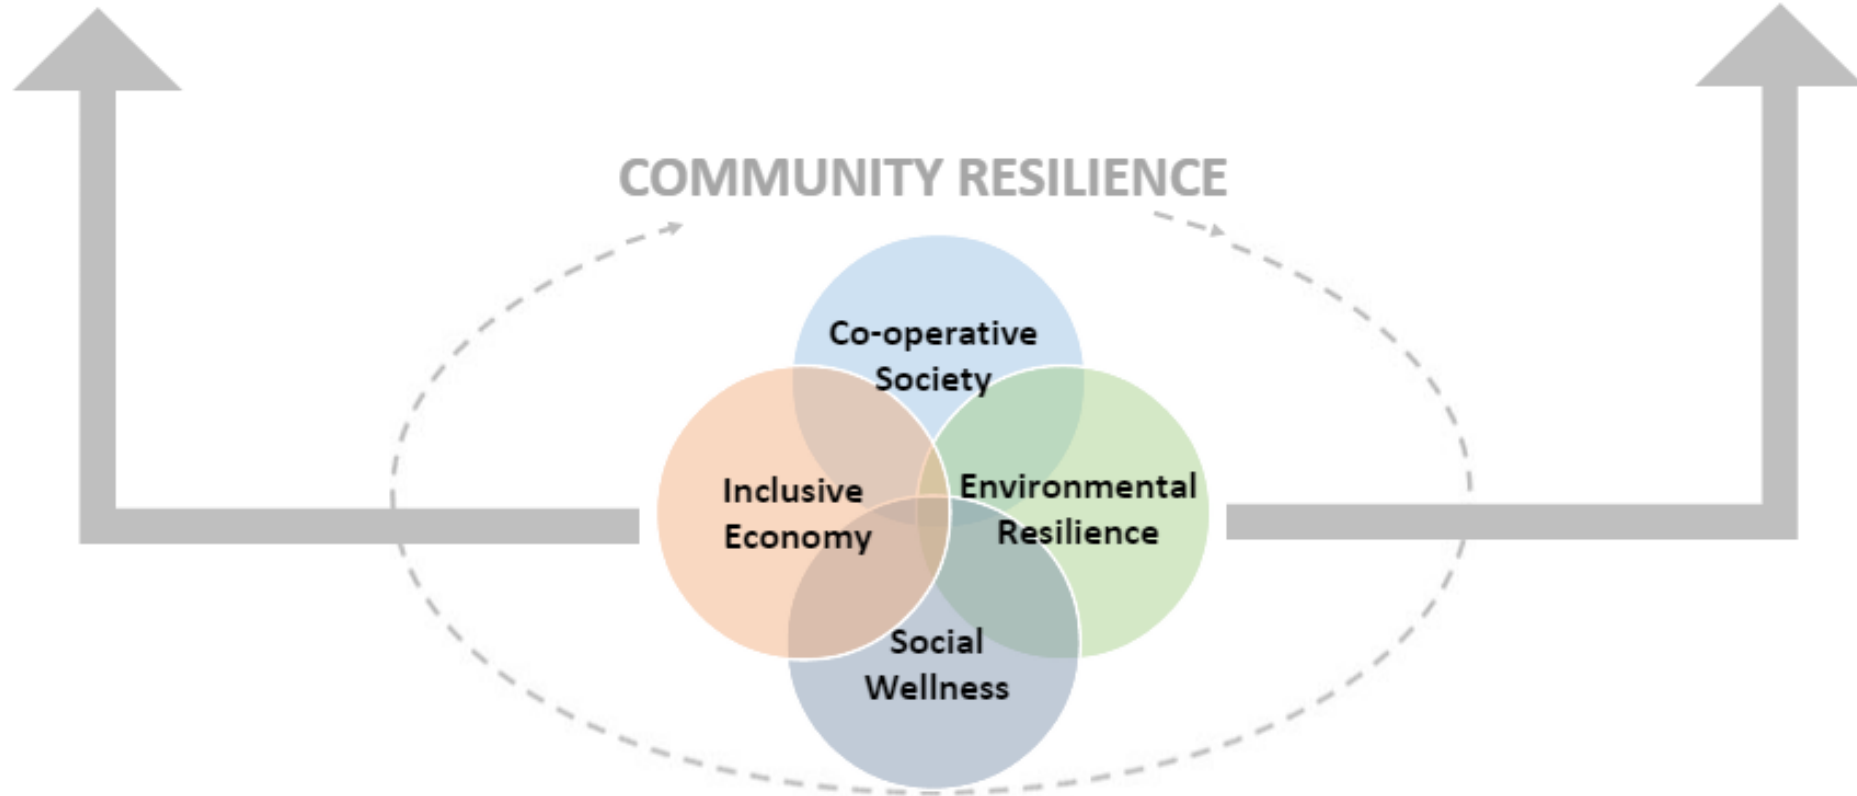 COMMUNITY RESILIENCE
Co-operative
Society
Inclusive
Economy
Environmental
Resilience
Social
Wellness